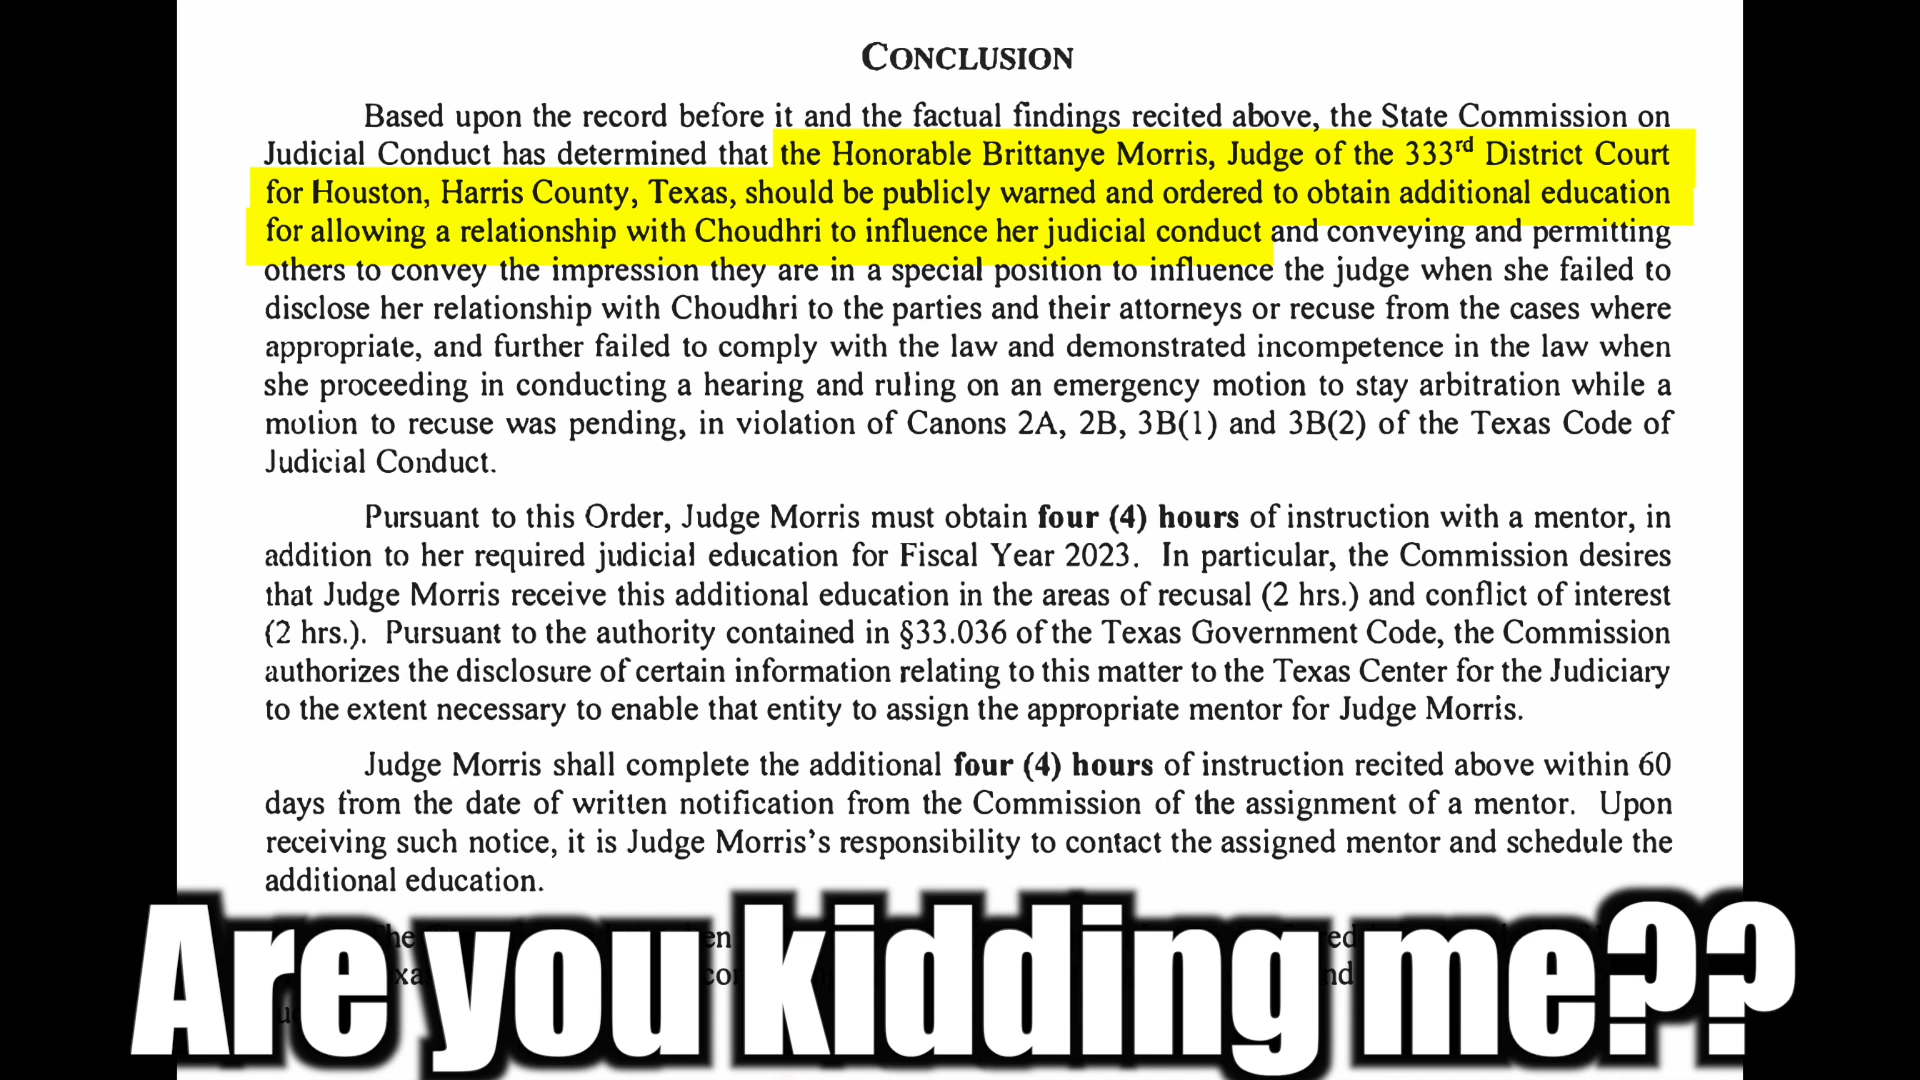 CONCLUSION
Based upon the record before it and the factual findings recited above, the State Commission on
Judicial Conduct has determined that the Honorable Brittanye Morris, Judge of the 333rd District Court
for Houston, Harris County, Texas, should be publicly warned and ordered to obtain additional education
for allowing a relationship with Choudhri to influence her judicial conduct and conveying and permitting
others to convey the impression they are in a special position to influence the judge when she failed to
disclose her relationship with Choudhri to the parties and their attorneys or recuse from the cases where
appropriate, and further failed to comply with the law and demonstrated incompetence in the law when
she proceeding in conducting a hearing and ruling on an emergency motion to stay arbitration while a
motion to recuse was pending, in violation of Canons 2A, 2B, 3B(1) and 3B(2) of the Texas Code of
Judicial Conduct.
Pursuant to this Order, Judge Morris must obtain four (4) hours of instruction with a mentor, in
addition to her required judicial education for Fiscal Year 2023. In particular, the Commission desires
that Judge Morris receive this additional education in the areas of recusal (2 hrs.) and conflict of interest
(2 hrs.). Pursuant to the authority contained in §33.036 of the Texas Government Code, the Commission
authorizes the disclosure of certain information relating to this matter to the Texas Center for the Judiciary
to the extent necessary to enable that entity to assign the appropriate mentor for Judge Morris.
Judge Morris shall complete the additional four (4) hours of instruction recited above within 60
days from the date of written notification from the Commission of the assignment of a mentor. Upon
receiving such notice, it is Judge Morris's responsibility to contact the assigned mentor and schedule the
additional education.
Are you kidding me??